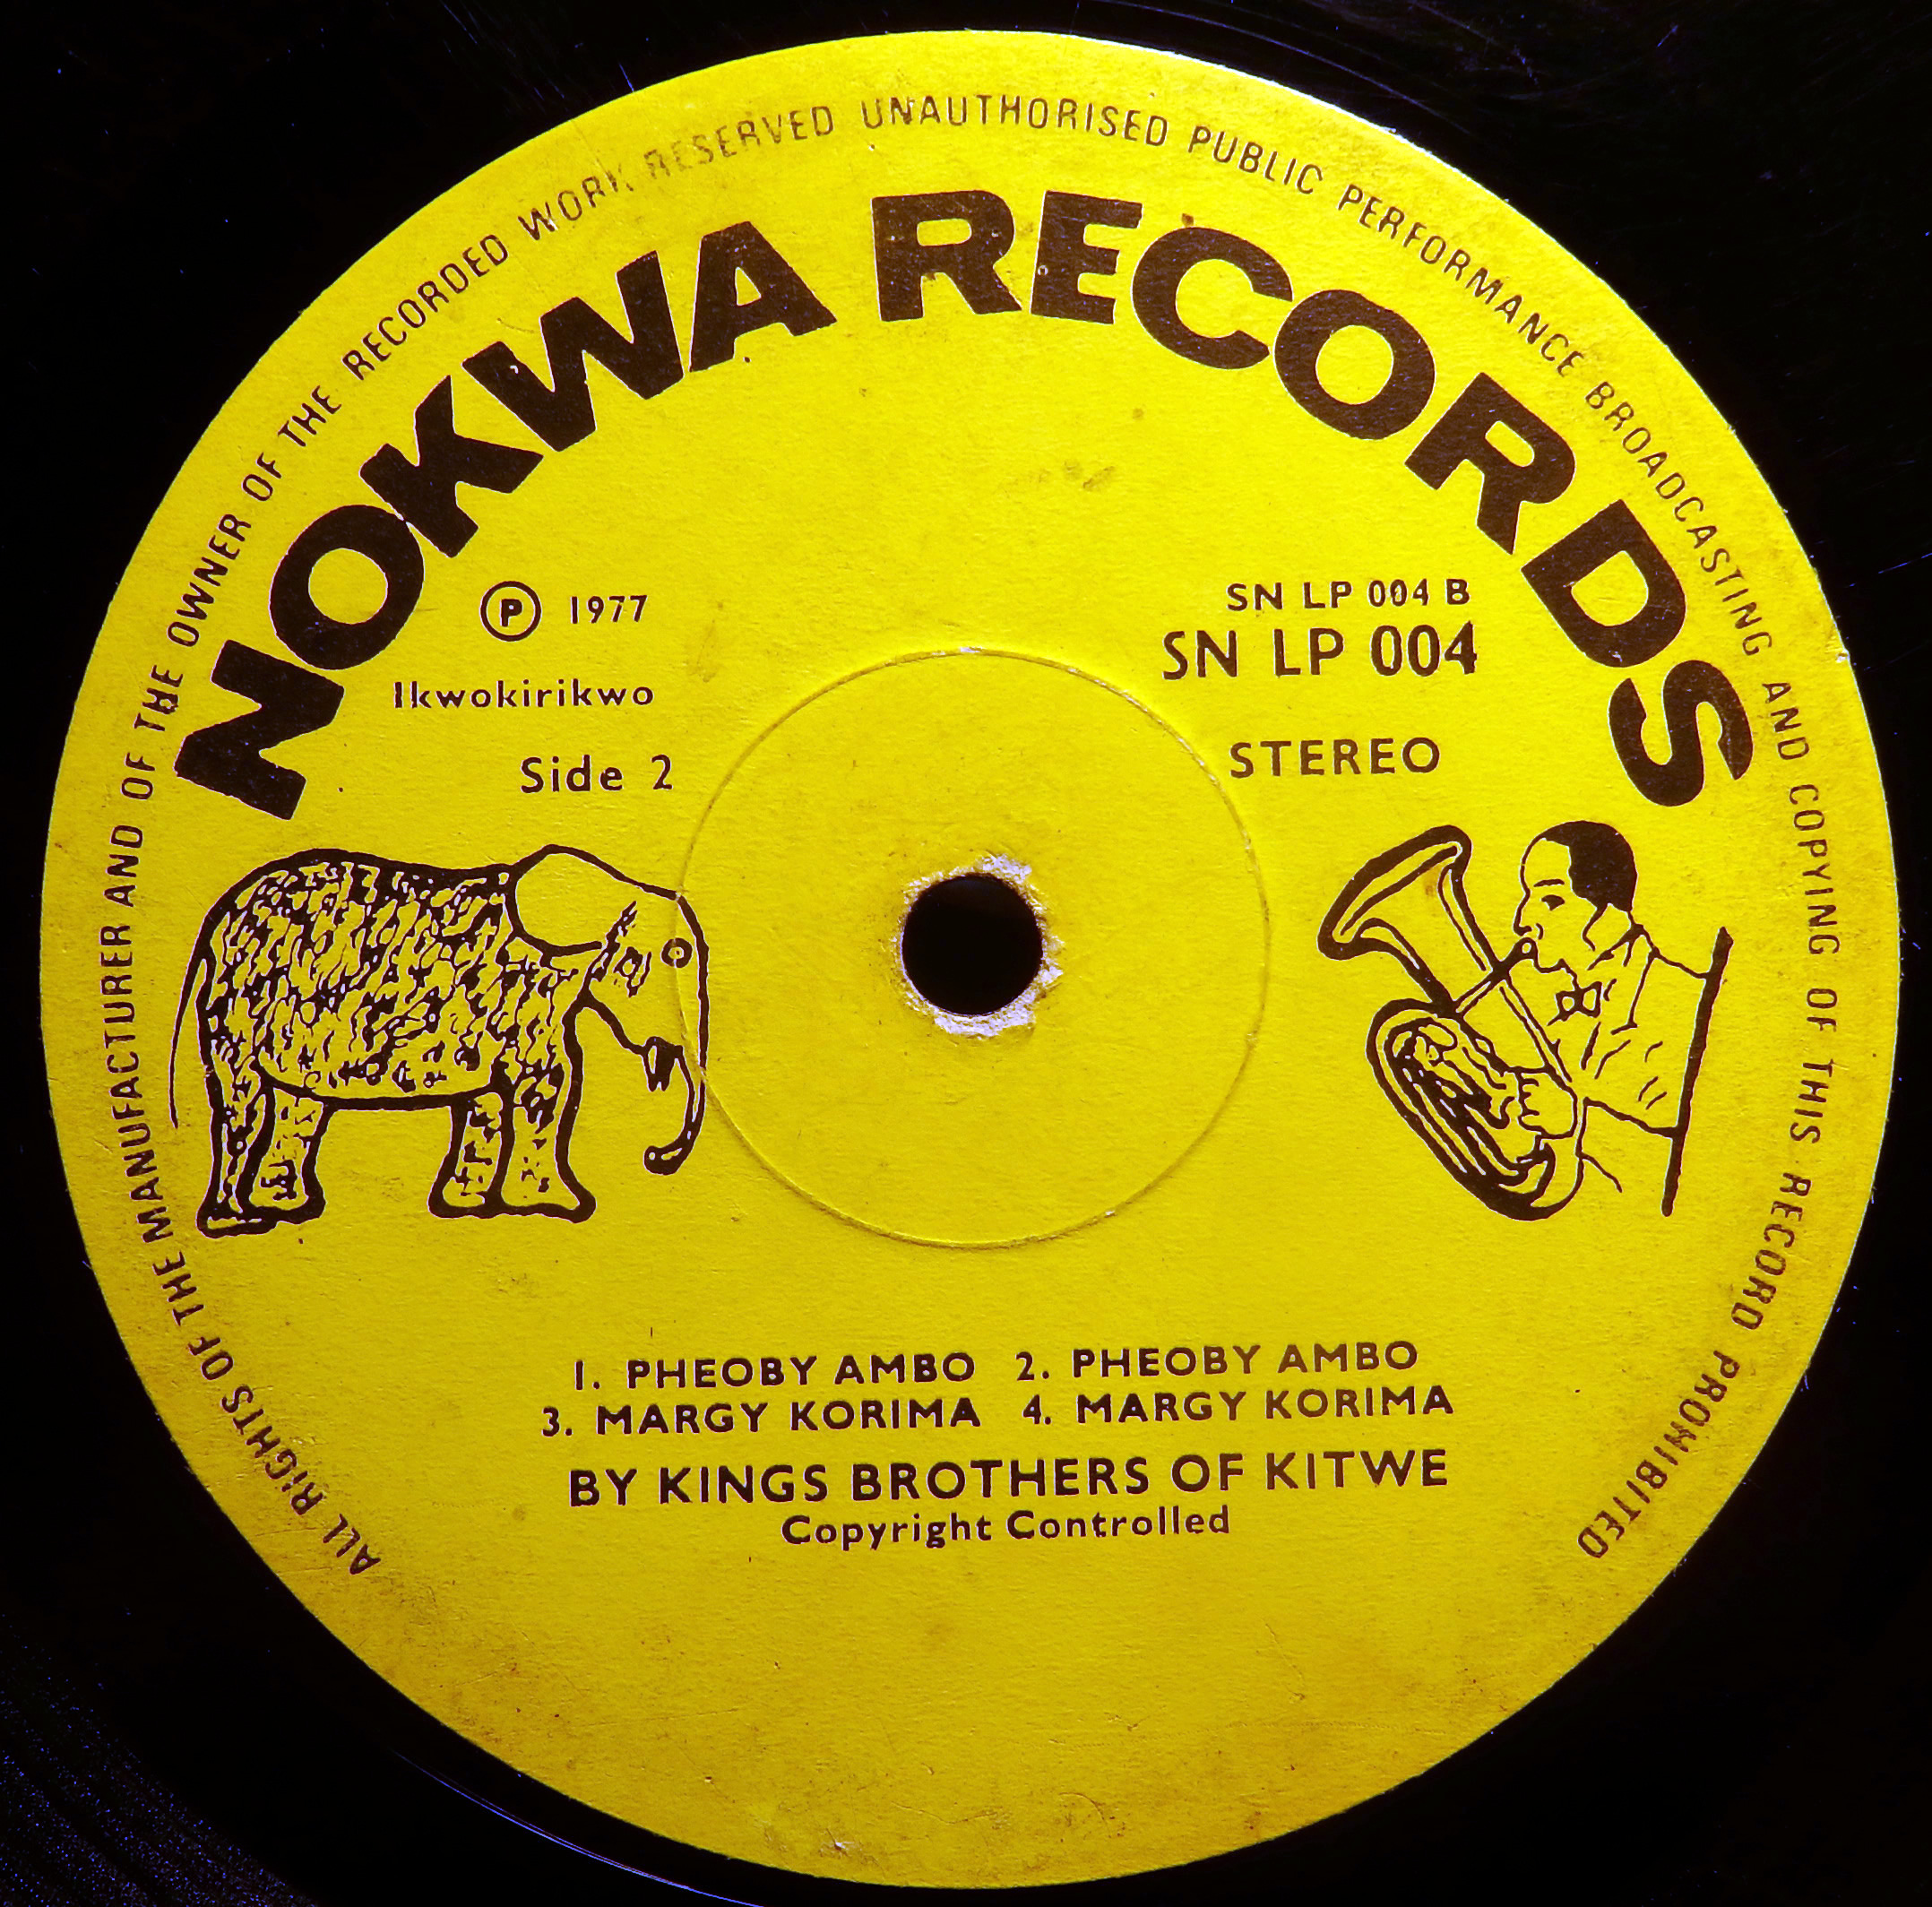 ALL RIGHTS OF THE MANUFACTURER AND OF THE OWNER OF THE RECORDED WORK RESERVED UNAUTHORISED PUBLIC PERFORMANCE BROADCASTING AND COPYING OF THIS RECORD PROHIBITED
NOKWA RECORDS
Ⓟ 1977
Ikwokirikwo
Side 2
SN LP 004 B
SN LP 004
STEREO
1. PHEOBY AMBO 2. PHEOBY AMBO
3. MARGY KORIMA 4. MARGY KORIMA
BY KINGS BROTHERS OF KITWE
Copyright Controlled